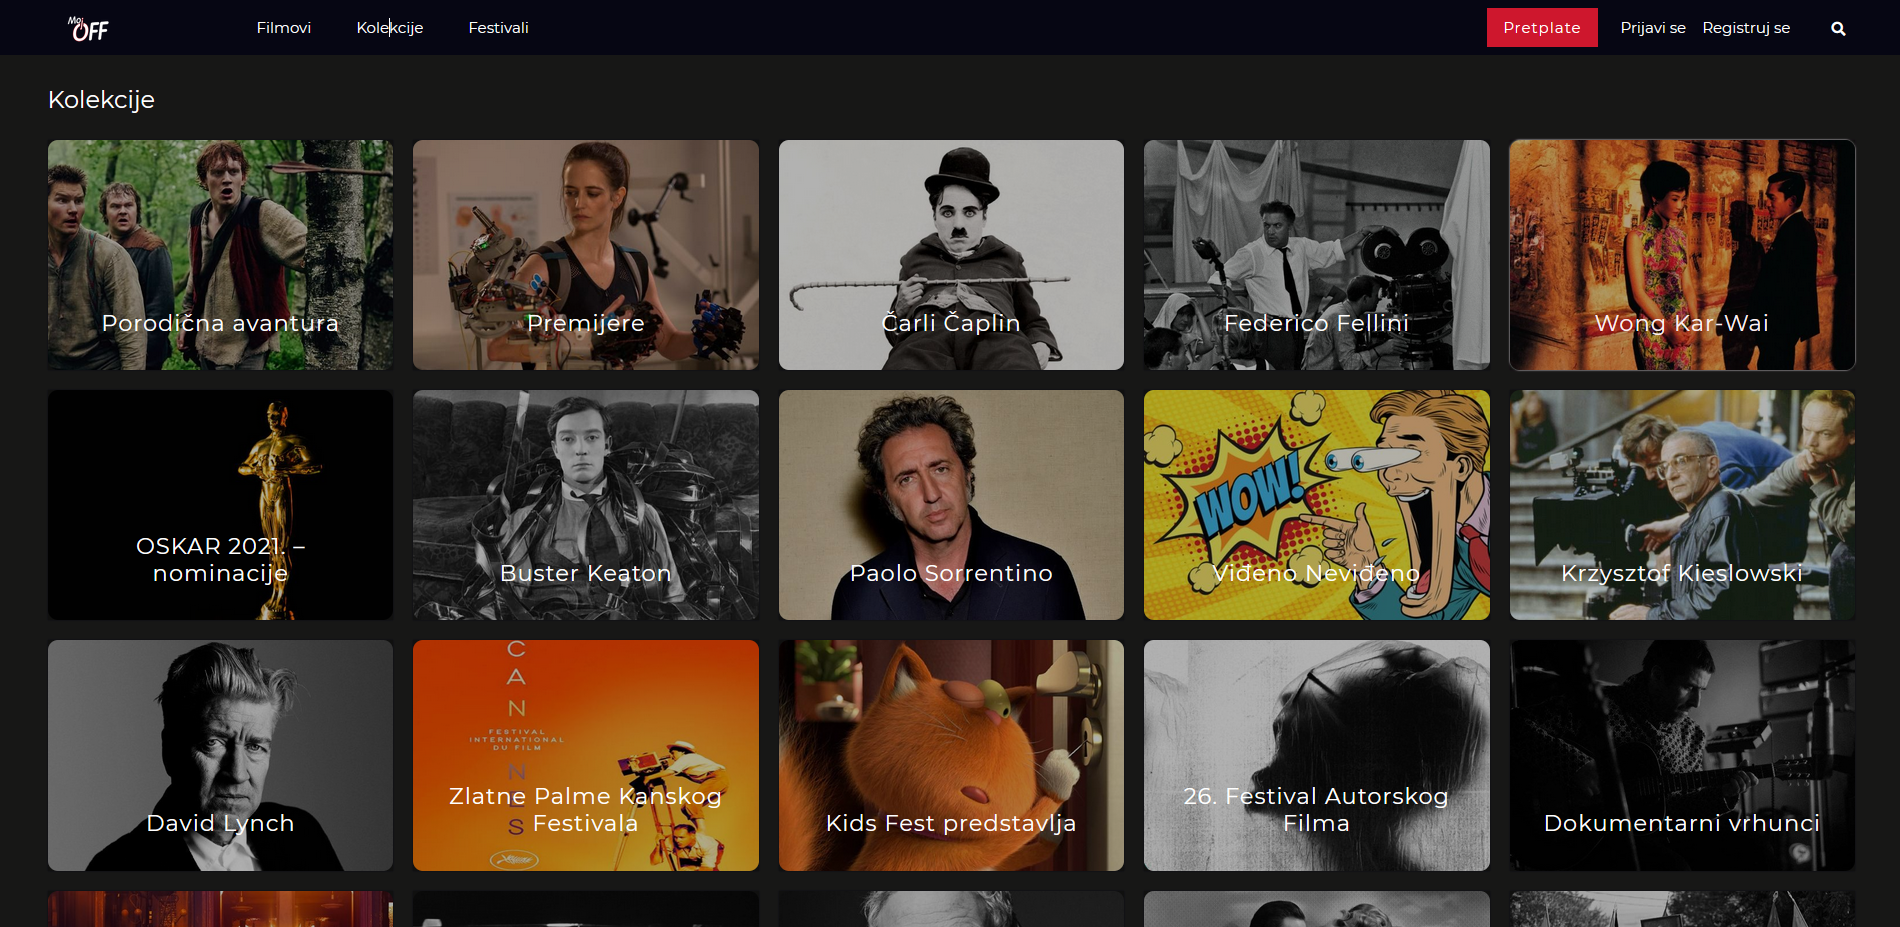 Moj
OFF
Filmovi
Kolekcije
Festivali
Pretplate
Prijavi se
Registruj se
Kolekcije
Porodična avantura
Premijere
Čarli Čaplin
Federico Fellini
Wong Kar-Wai
OSKAR 2021. –
nominacije
Buster Keaton
Paolo Sorrentino
WOW!
Viđeno Neviđeno
Krzysztof Kieslowski
David Lynch
CANNES
FESTIVAL
INTERNATIONAL
DU FILM
Zlatne Palme Kanskog
Festivala
Kids Fest predstavlja
26. Festival Autorskog
Filma
Dokumentarni vrhunci